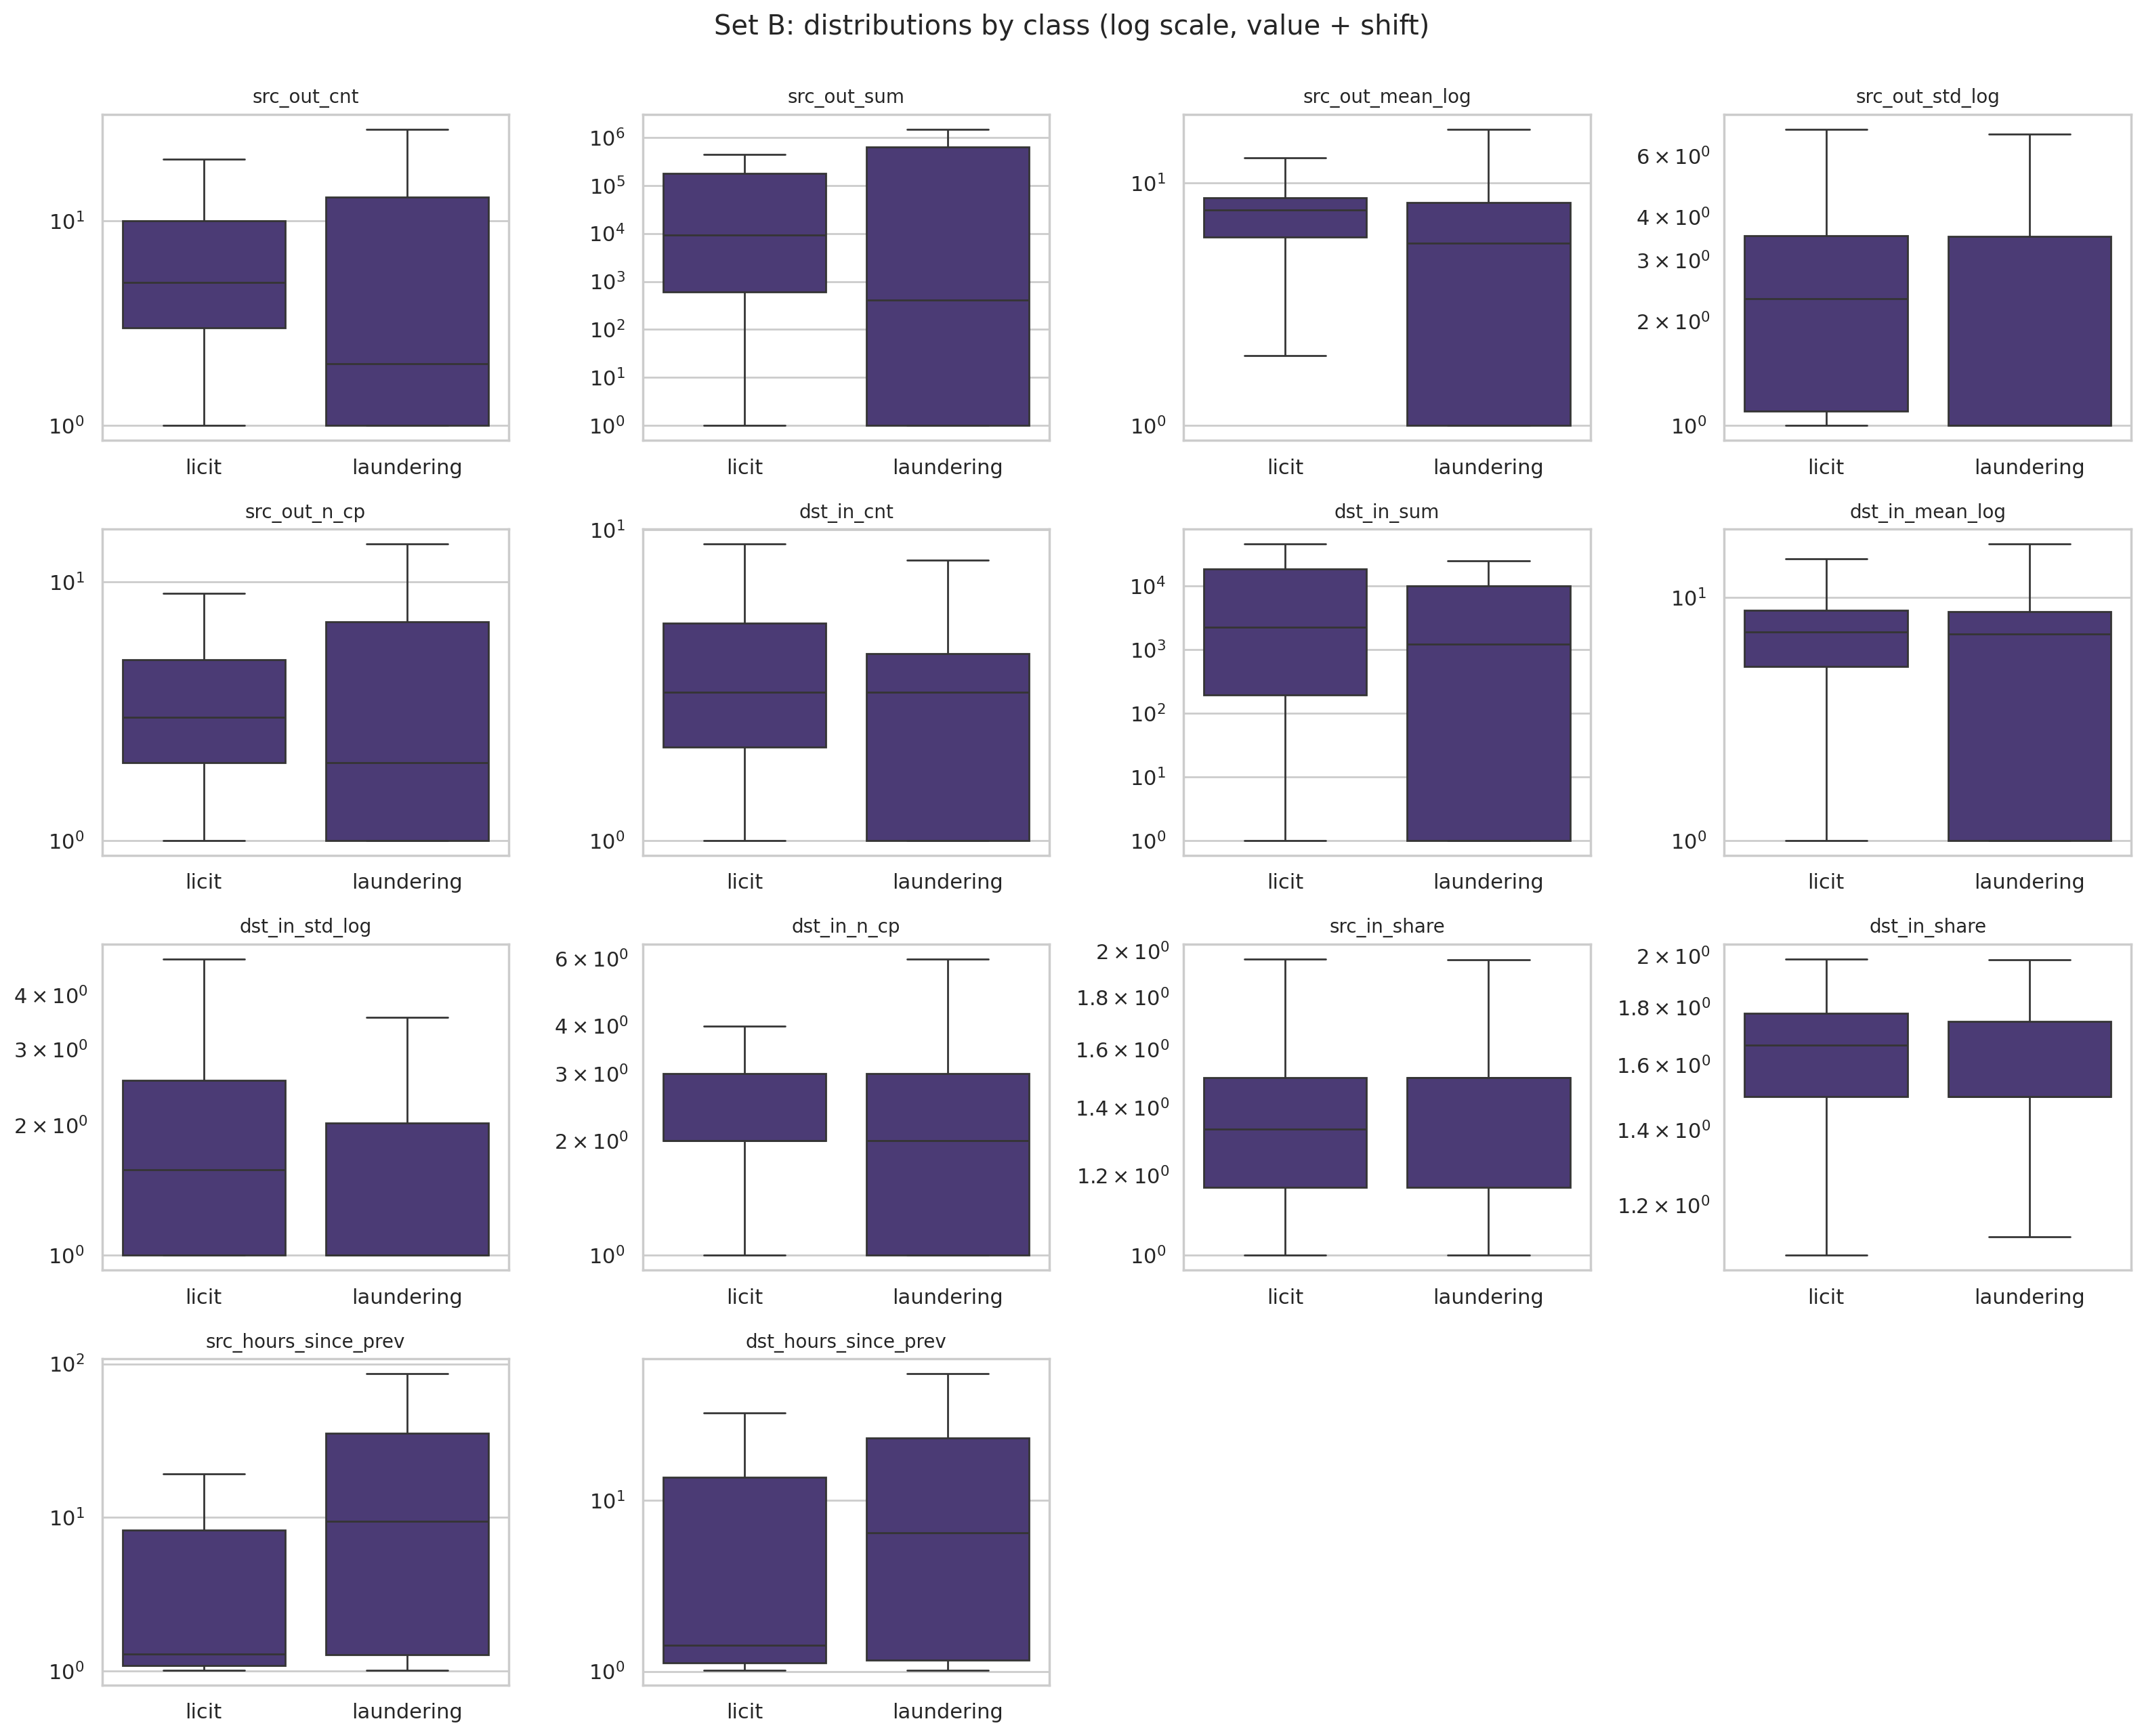 Set B: distributions by class (log scale, value + shift)
src_out_cnt
10¹
10⁰
licit laundering
src_out_sum
10⁶
10⁵
10⁴
10³
10²
10¹
10⁰
licit laundering
src_out_mean_log
10¹
10⁰
licit laundering
src_out_std_log
6 × 10⁰
4 × 10⁰
3 × 10⁰
2 × 10⁰
10⁰
licit laundering
src_out_n_cp
10¹
10⁰
licit laundering
dst_in_cnt
10¹
10⁰
licit laundering
dst_in_sum
10⁴
10³
10²
10¹
10⁰
licit laundering
dst_in_mean_log
10¹
10⁰
licit laundering
dst_in_std_log
4 × 10⁰
3 × 10⁰
2 × 10⁰
10⁰
licit laundering
dst_in_n_cp
6 × 10⁰
4 × 10⁰
3 × 10⁰
2 × 10⁰
10⁰
licit laundering
src_in_share
2 × 10⁰
1.8 × 10⁰
1.6 × 10⁰
1.4 × 10⁰
1.2 × 10⁰
10⁰
licit laundering
dst_in_share
2 × 10⁰
1.8 × 10⁰
1.6 × 10⁰
1.4 × 10⁰
1.2 × 10⁰
licit laundering
src_hours_since_prev
10²
10¹
10⁰
licit laundering
dst_hours_since_prev
10¹
10⁰
licit laundering